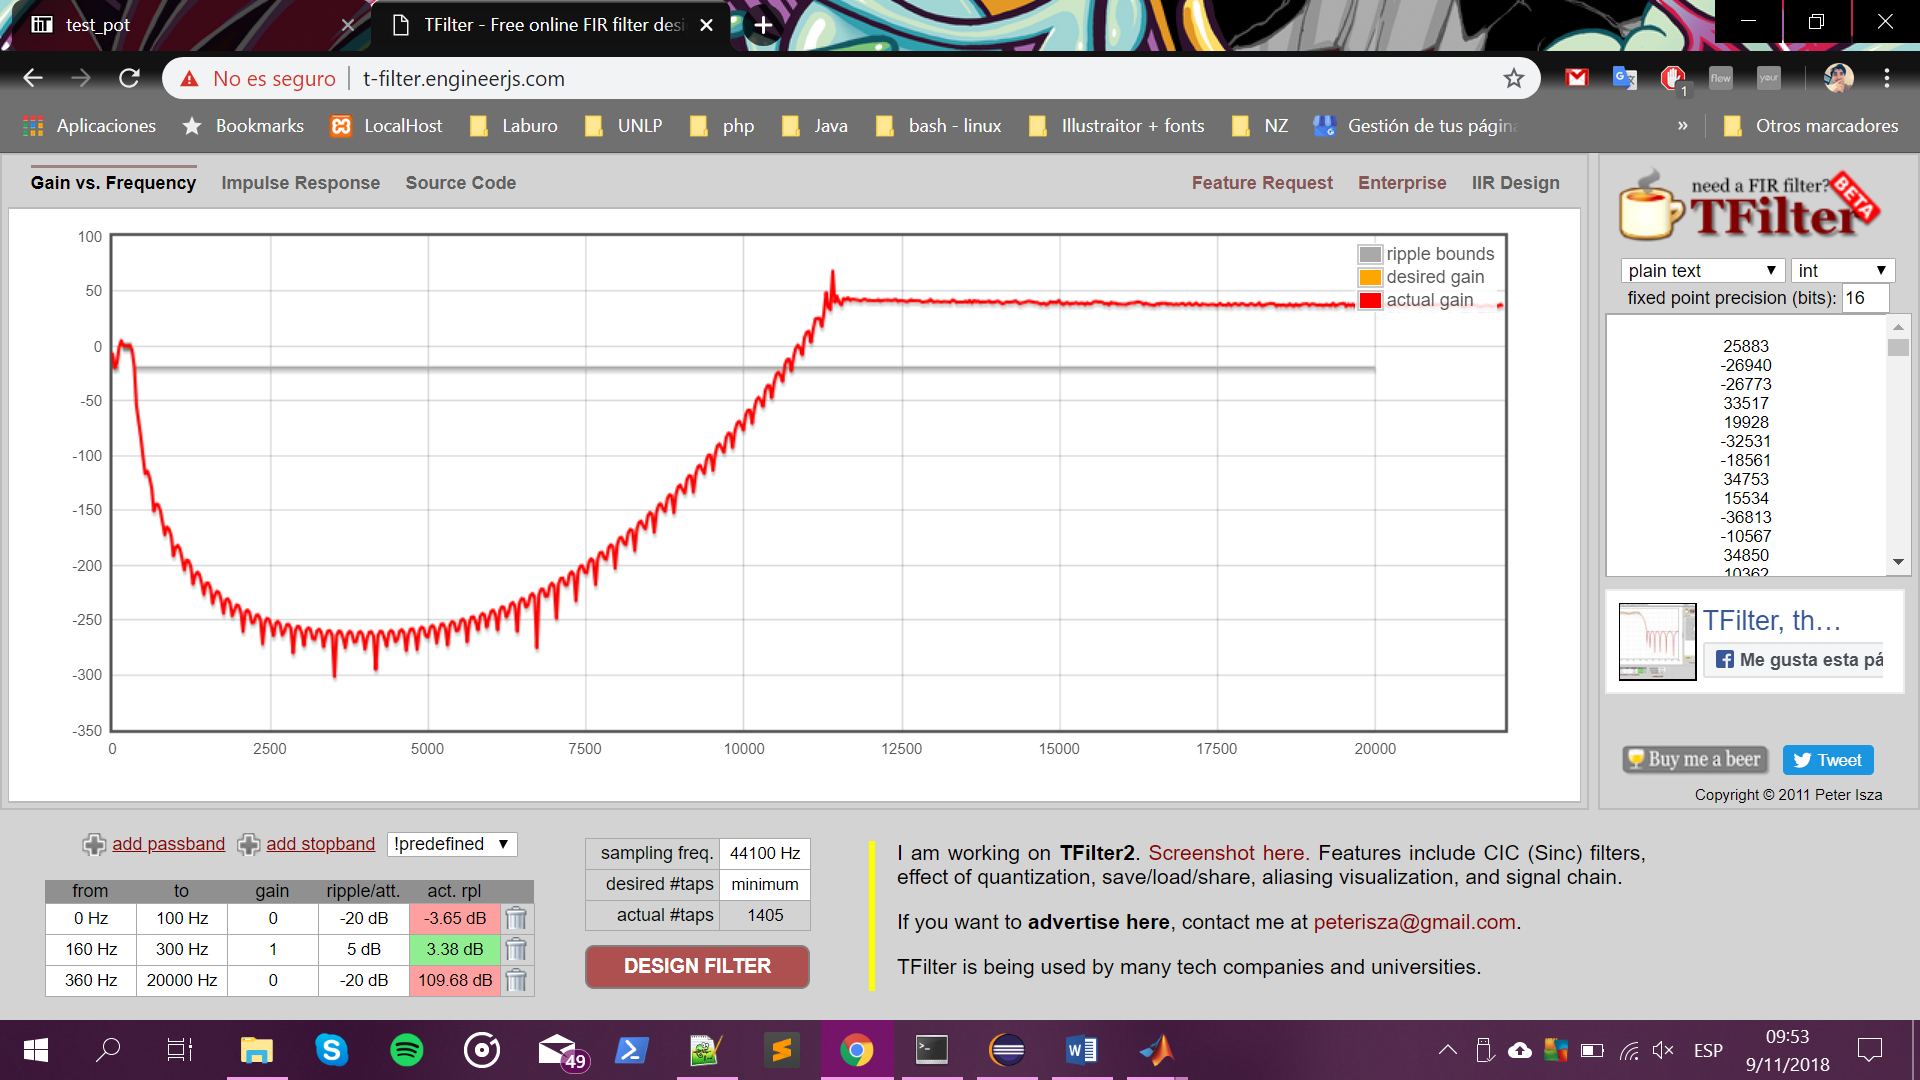 test_pot
TFilter - Free online FIR filter desi
No es seguro
t-filter.engineerjs.com
1
flew
your
Aplicaciones
Bookmarks
LocalHost
Laburo
UNLP
php
Java
bash - linux
Illustraitor + fonts
NZ
Gestión de tus págin
»
Otros marcadores
Gain vs. Frequency
Impulse Response
Source Code
Feature Request
Enterprise
IIR Design
100
50
0
-50
-100
-150
-200
-250
-300
-350
0
2500
5000
7500
10000
12500
15000
17500
20000
ripple bounds
desired gain
actual gain
need a FIR filter?
TFilter
BETA
plain text
int
fixed point precision (bits): 16
25883
-26940
-26773
33517
19928
-32531
-18561
34753
15534
-36813
-10567
34850
10362
TFilter, th…
Me gusta esta pá
Buy me a beer
Tweet
Copyright © 2011 Peter Isza
add passband
add stopband
!predefined
from to gain ripple/att. act. rpl
0 Hz 100 Hz 0 -20 dB -3.65 dB
160 Hz 300 Hz 1 5 dB 3.38 dB
360 Hz 20000 Hz 0 -20 dB 109.68 dB
sampling freq. 44100 Hz
desired #taps minimum
actual #taps 1405
DESIGN FILTER
I am working on TFilter2. Screenshot here. Features include CIC (Sinc) filters,
effect of quantization, save/load/share, aliasing visualization, and signal chain.
If you want to advertise here, contact me at peterisza@gmail.com.
TFilter is being used by many tech companies and universities.
49
ESP
09:53
9/11/2018